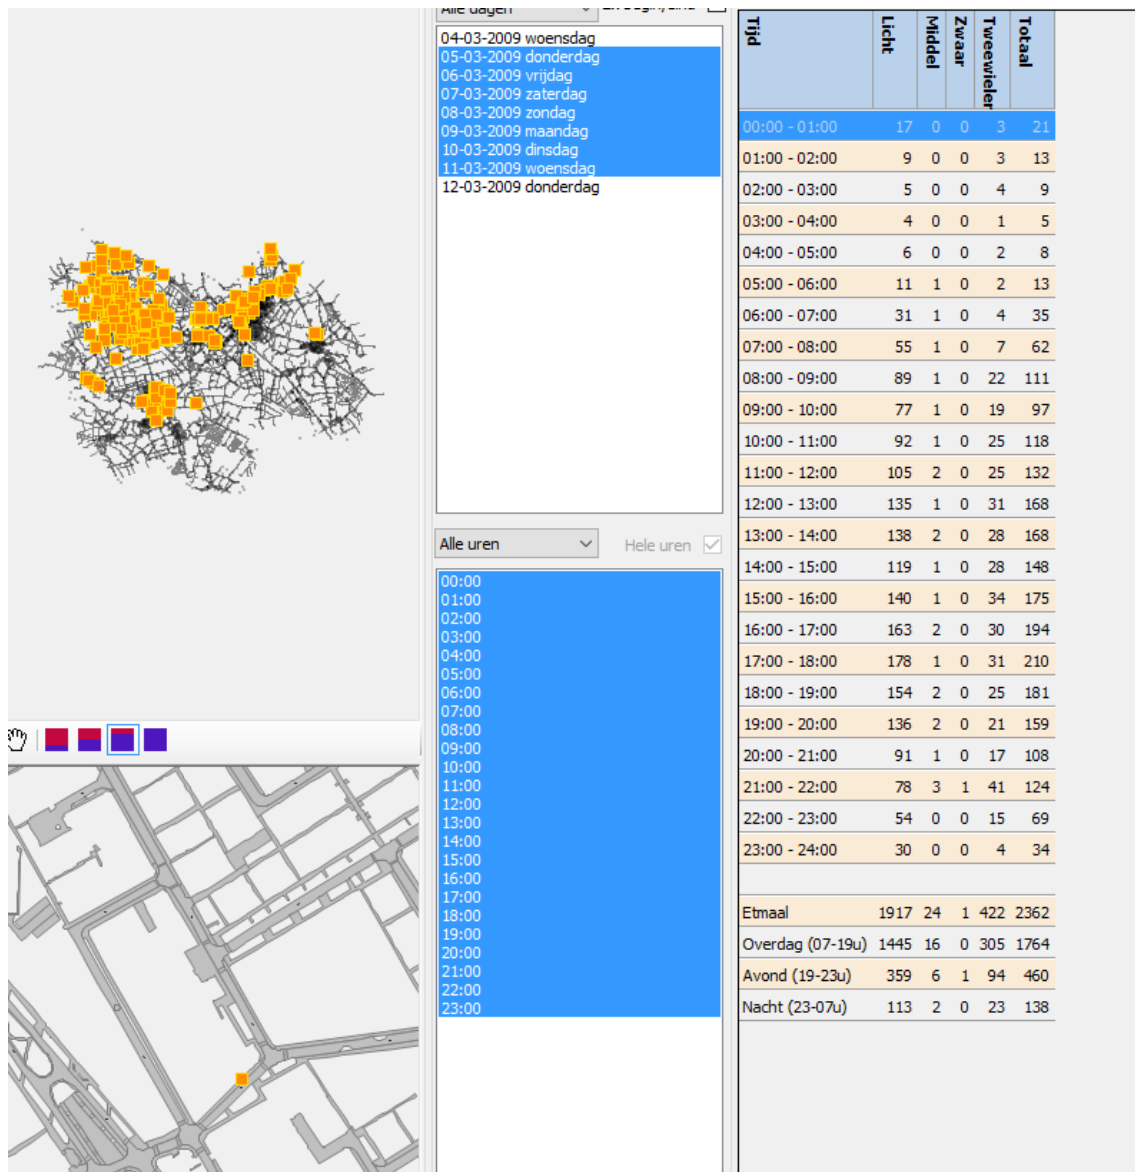 Alle dagen
04-03-2009 woensdag
05-03-2009 donderdag
06-03-2009 vrijdag
07-03-2009 zaterdag
08-03-2009 zondag
09-03-2009 maandag
10-03-2009 dinsdag
11-03-2009 woensdag
12-03-2009 donderdag
Alle uren Hele uren
00:00
01:00
02:00
03:00
04:00
05:00
06:00
07:00
08:00
09:00
10:00
11:00
12:00
13:00
14:00
15:00
16:00
17:00
18:00
19:00
20:00
21:00
22:00
23:00
Tijd Licht Middel Zwaar Tweewieler Totaal
00:00 - 01:00 17 0 0 3 21
01:00 - 02:00 9 0 0 3 13
02:00 - 03:00 5 0 0 4 9
03:00 - 04:00 4 0 0 1 5
04:00 - 05:00 6 0 0 2 8
05:00 - 06:00 11 1 0 2 13
06:00 - 07:00 31 1 0 4 35
07:00 - 08:00 55 1 0 7 62
08:00 - 09:00 89 1 0 22 111
09:00 - 10:00 77 1 0 19 97
10:00 - 11:00 92 1 0 25 118
11:00 - 12:00 105 2 0 25 132
12:00 - 13:00 135 1 0 31 168
13:00 - 14:00 138 2 0 28 168
14:00 - 15:00 119 1 0 28 148
15:00 - 16:00 140 1 0 34 175
16:00 - 17:00 163 2 0 30 194
17:00 - 18:00 178 1 0 31 210
18:00 - 19:00 154 2 0 25 181
19:00 - 20:00 136 2 0 21 159
20:00 - 21:00 91 1 0 17 108
21:00 - 22:00 78 3 1 41 124
22:00 - 23:00 54 0 0 15 69
23:00 - 24:00 30 0 0 4 34
Etmaal 1917 24 1 422 2362
Overdag (07-19u) 1445 16 0 305 1764
Avond (19-23u) 359 6 1 94 460
Nacht (23-07u) 113 2 0 23 138